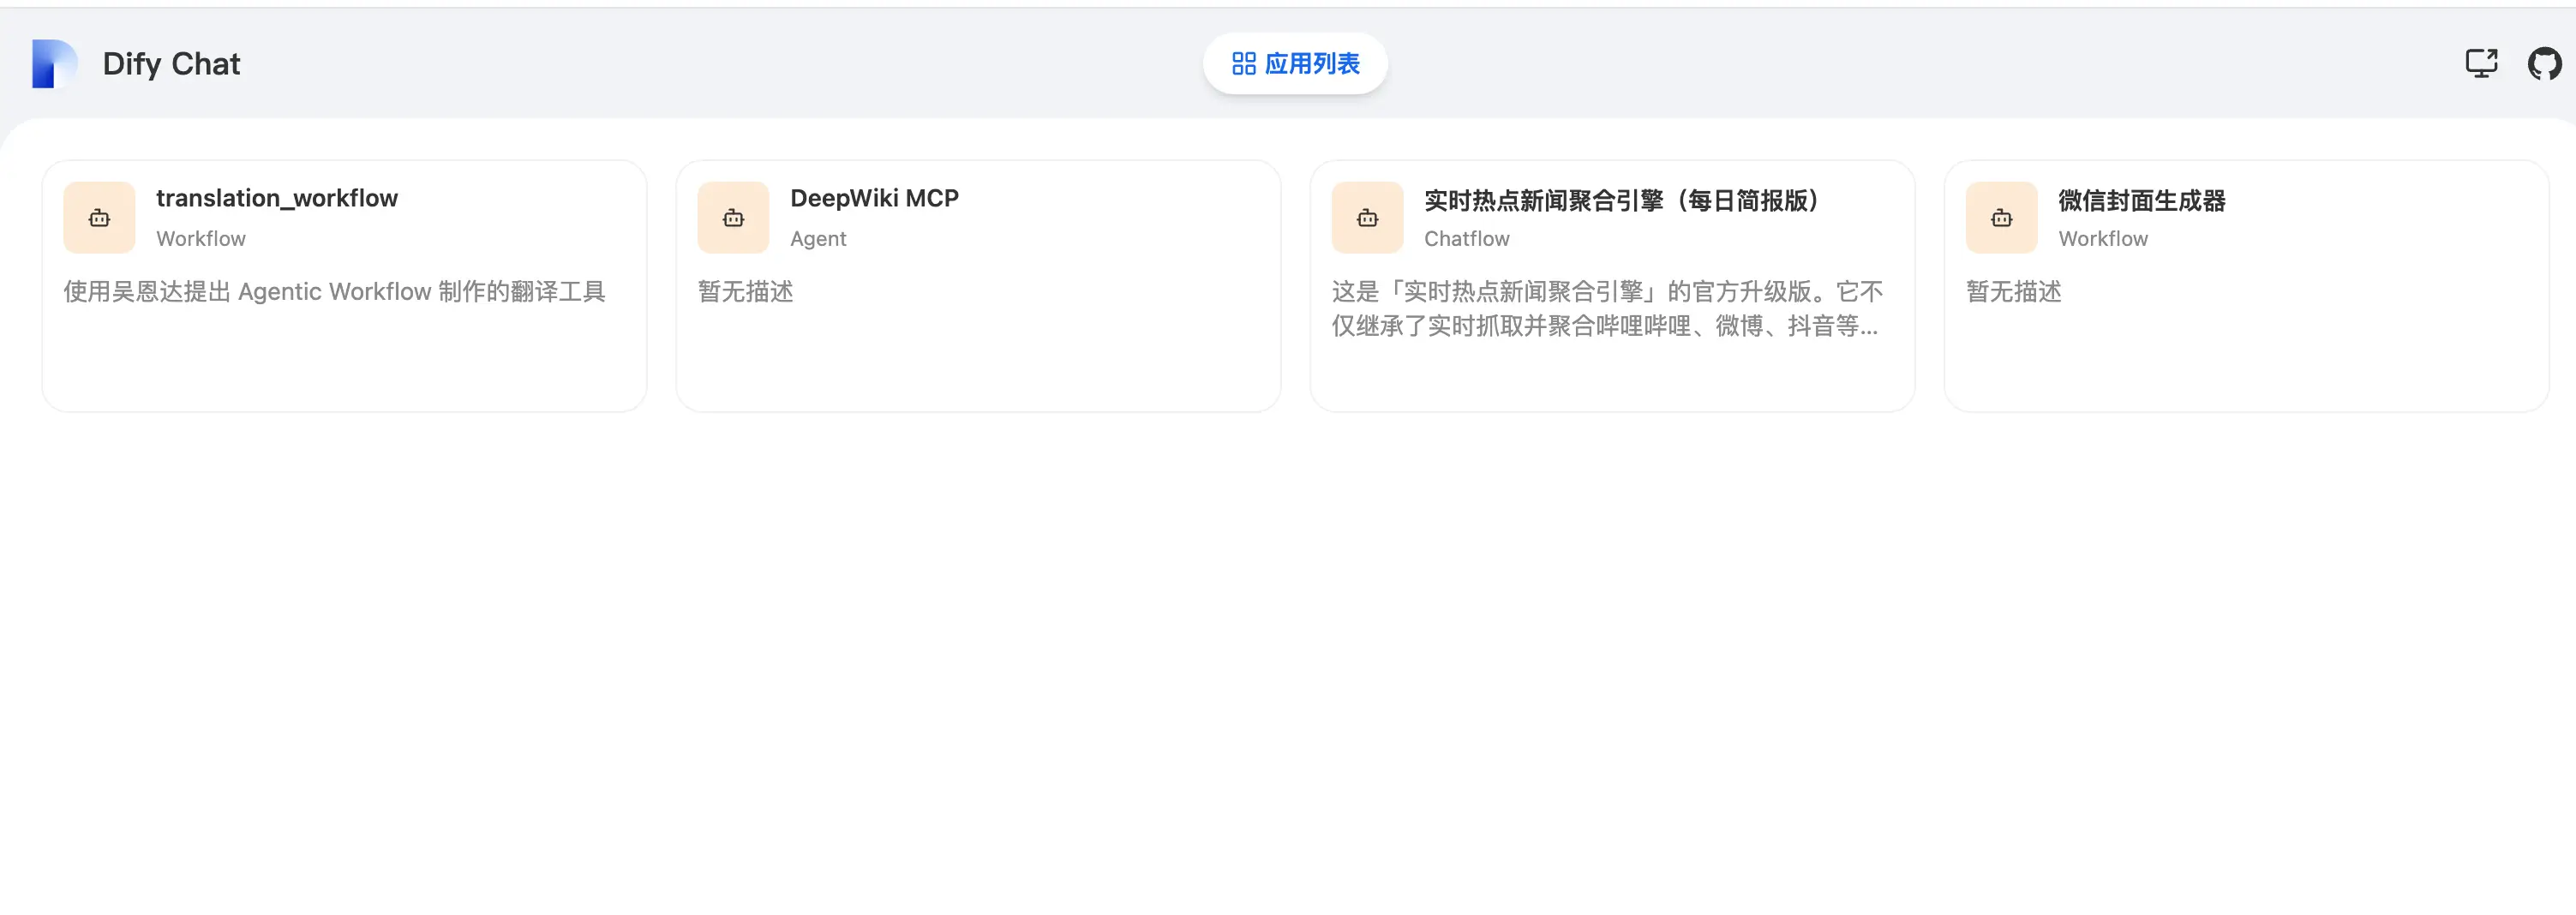 Dify Chat
应用列表
translation_workflow
Workflow
使用吴恩达提出 Agentic Workflow 制作的翻译工具
DeepWiki MCP
Agent
暂无描述
实时热点新闻聚合引擎（每日简报版）
Chatflow
这是「实时热点新闻聚合引擎」的官方升级版。它不
仅继承了实时抓取并聚合哔哩哔哩、微博、抖音等...
微信封面生成器
Workflow
暂无描述